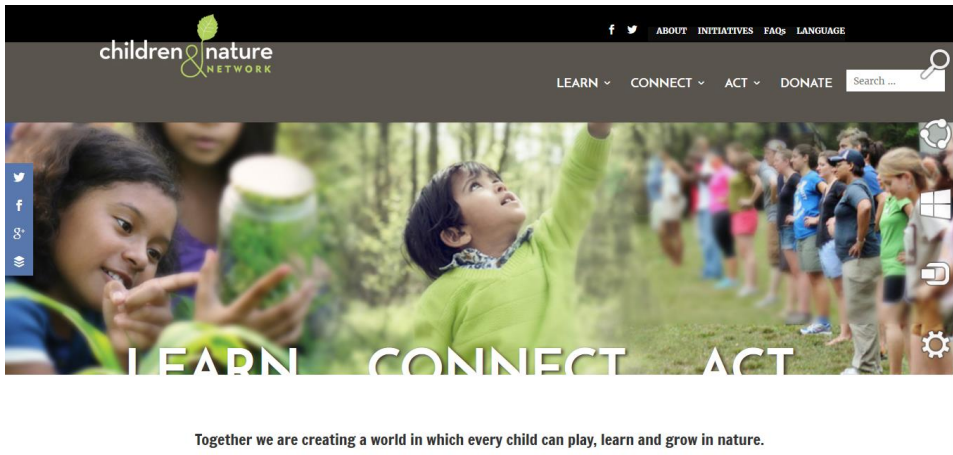 ABOUT INITIATIVES FAQs LANGUAGE
children & nature
NETWORK
LEARN CONNECT ACT DONATE Search ...
LEARN CONNECT ACT
Together we are creating a world in which every child can play, learn and grow in nature.